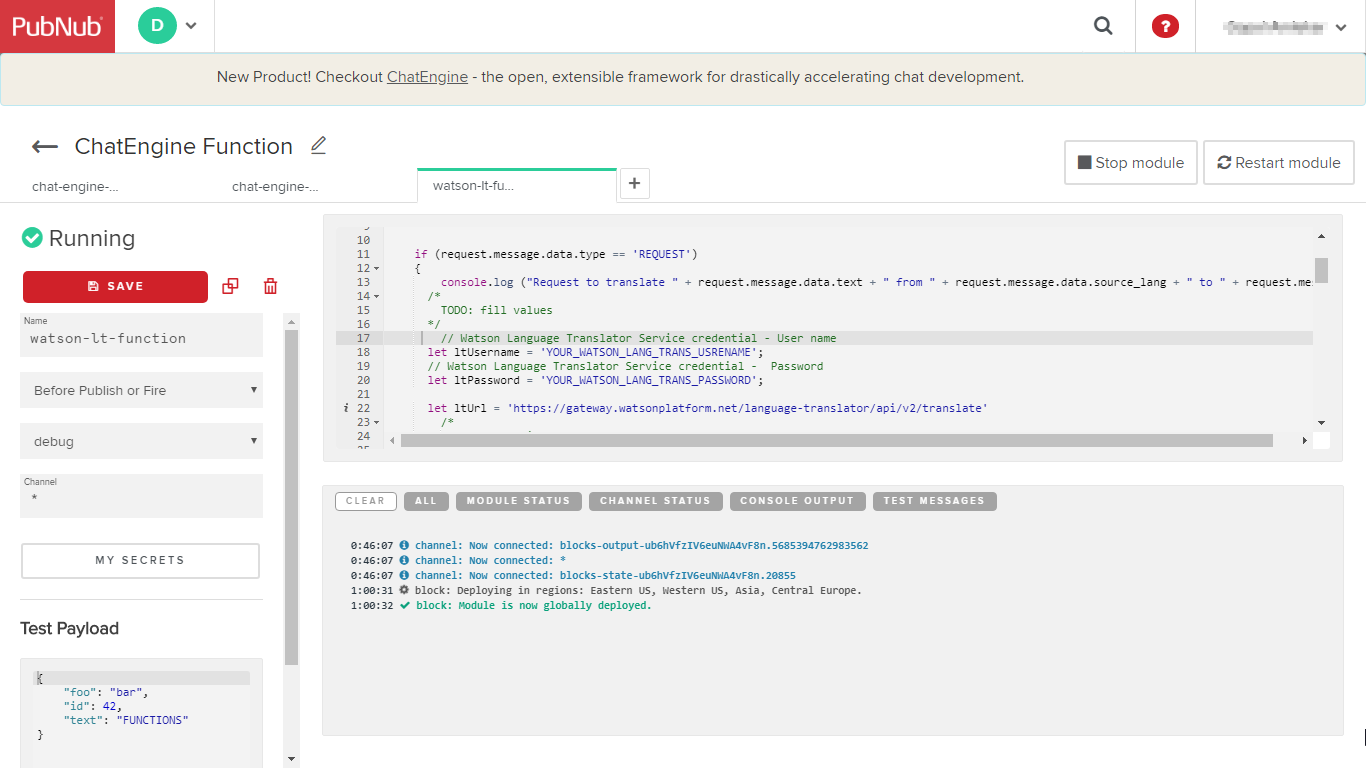 PubNub
D
?
New Product! Checkout ChatEngine - the open, extensible framework for drastically accelerating chat development.
ChatEngine Function
Stop module
Restart module
chat-engine-...
chat-engine-...
watson-lt-fu...
+
Running
SAVE
Name
watson-lt-function
Before Publish or Fire
debug
Channel
*
MY SECRETS
Test Payload
{
"foo": "bar",
"id": 42,
"text": "FUNCTIONS"
}
10
11 if (request.message.data.type == 'REQUEST')
12 {
13 console.log ("Request to translate " + request.message.data.text + " from " + request.message.data.source_lang + " to " + request.me
14 /*
15 TODO: fill values
16 */
17 // Watson Language Translator Service credential - User name
18 let ltUsername = 'YOUR_WATSON_LANG_TRANS_USRENAME';
19 // Watson Language Translator Service credential - Password
20 let ltPassword = 'YOUR_WATSON_LANG_TRANS_PASSWORD';
21
i 22 let ltUrl = 'https://gateway.watsonplatform.net/language-translator/api/v2/translate'
23 /*
24
CLEAR ALL MODULE STATUS CHANNEL STATUS CONSOLE OUTPUT TEST MESSAGES
0:46:07 channel: Now connected: blocks-output-ub6hVfzIV6euNWA4vF8n.5685394762983562
0:46:07 channel: Now connected: *
0:46:07 channel: Now connected: blocks-state-ub6hVfzIV6euNWA4vF8n.20855
1:00:31 block: Deploying in regions: Eastern US, Western US, Asia, Central Europe.
1:00:32 block: Module is now globally deployed.